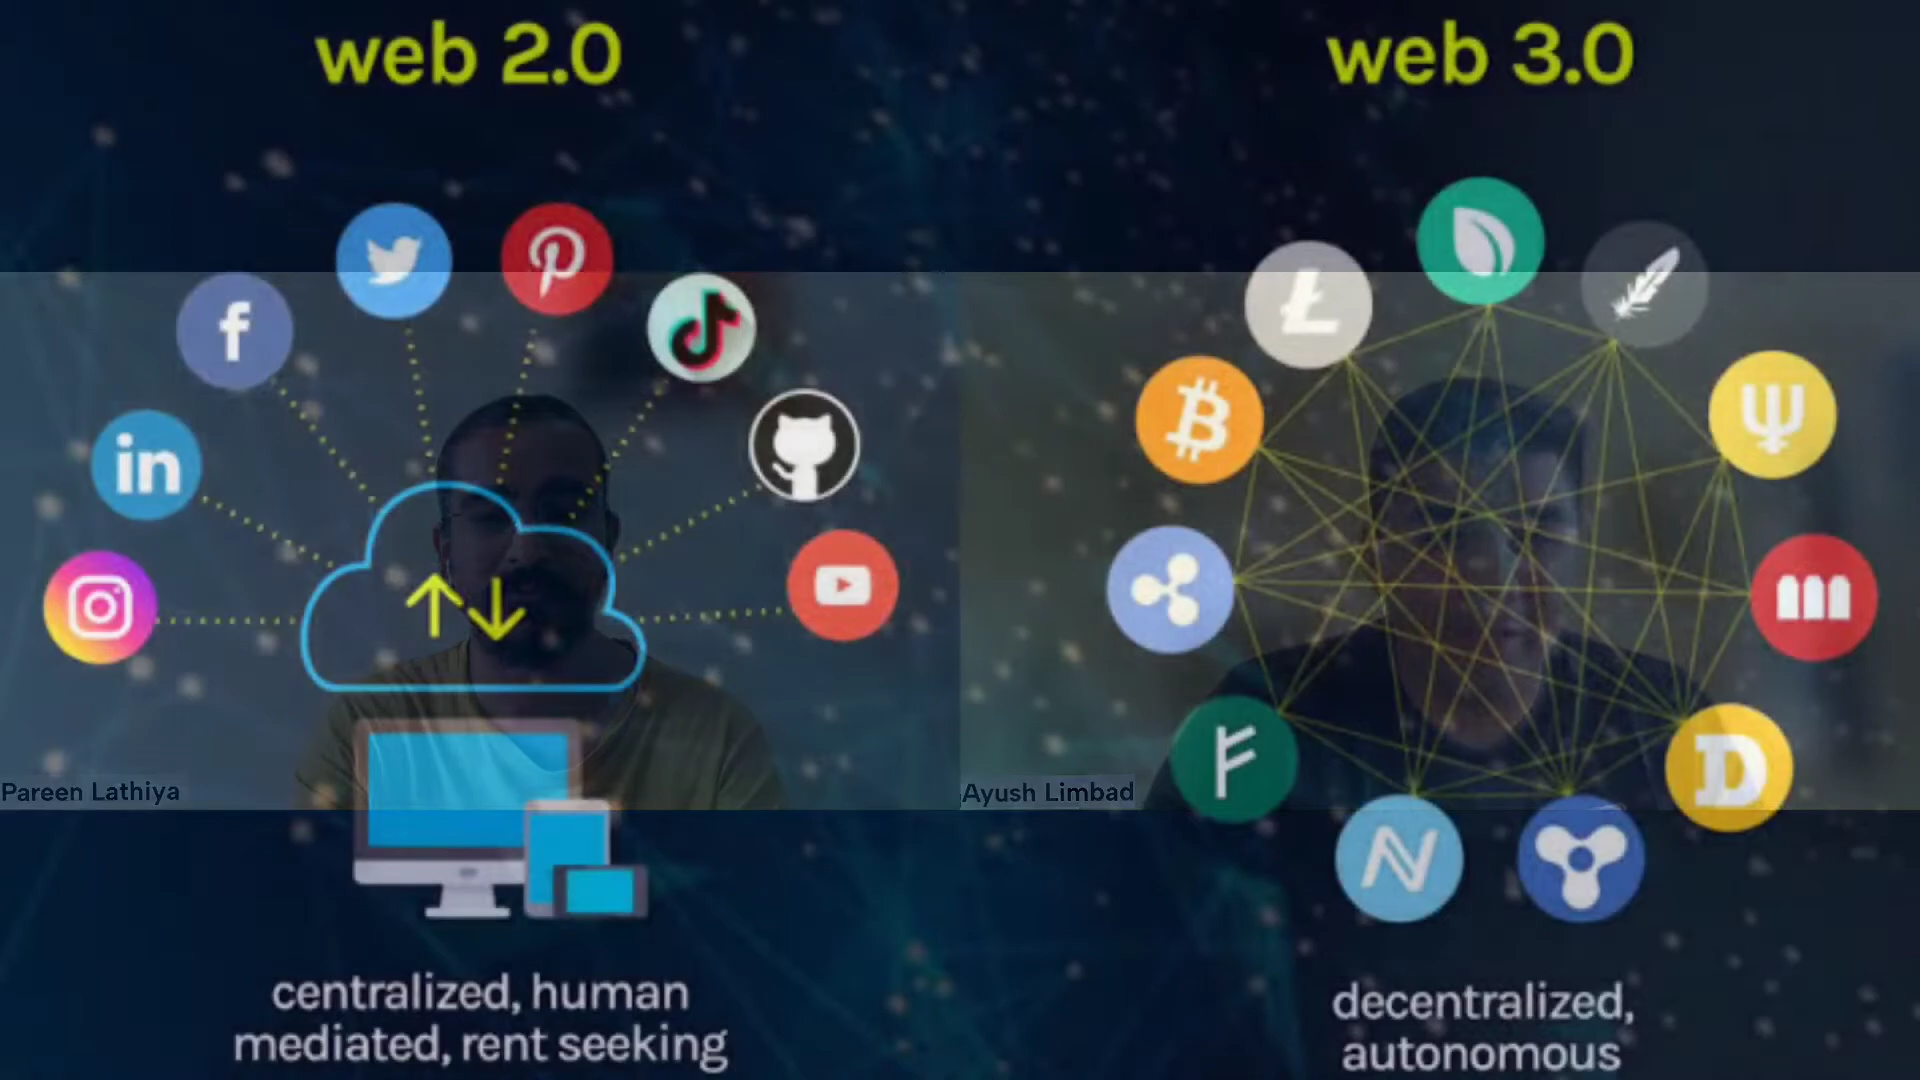 web 2.0
web 3.0
Pareen Lathiya
Ayush Limbad
centralized, human
mediated, rent seeking
decentralized,
autonomous